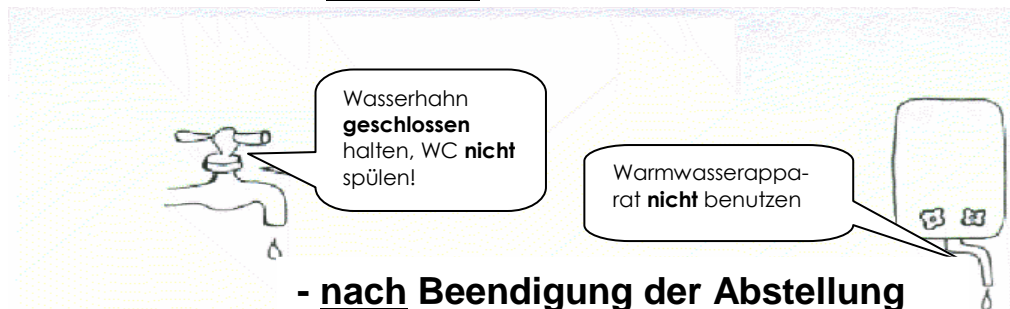 Wasserhahn
geschlossen
halten, WC nicht
spülen!
Warmwasserappa-
rat nicht benutzen
- nach Beendigung der Abstellung